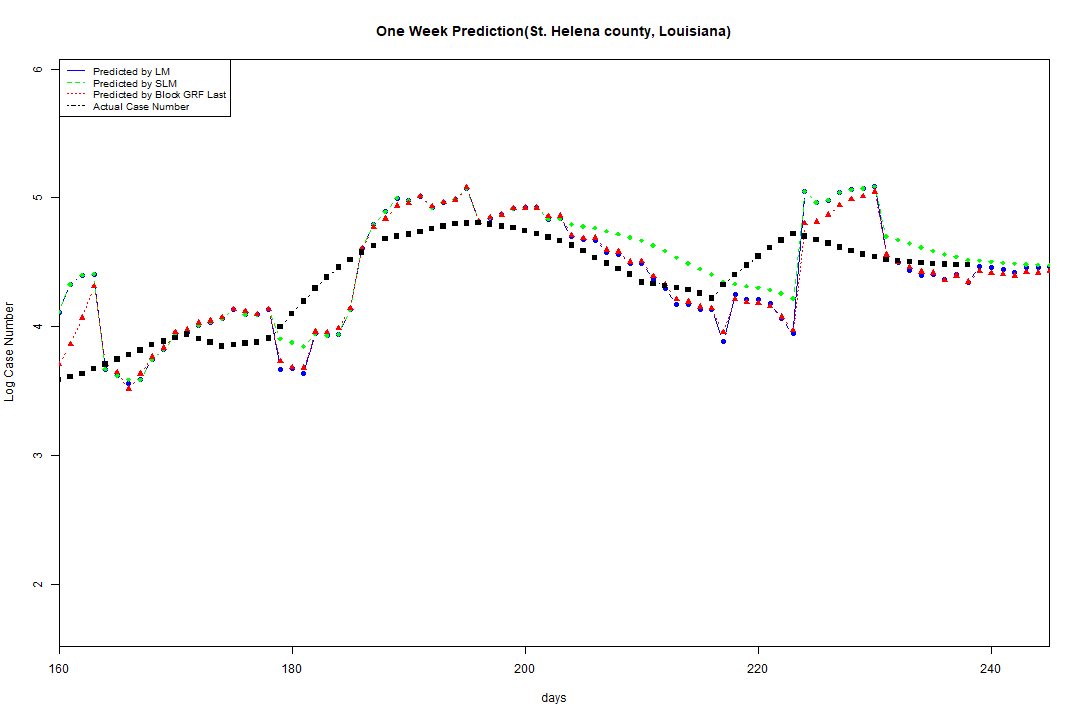 One Week Prediction(St. Helena county, Louisiana)
Predicted by LM
Predicted by SLM
Predicted by Block GRF Last
Actual Case Number
6
5
4
3
2
Log Case Number
160 180 200 220 240
days